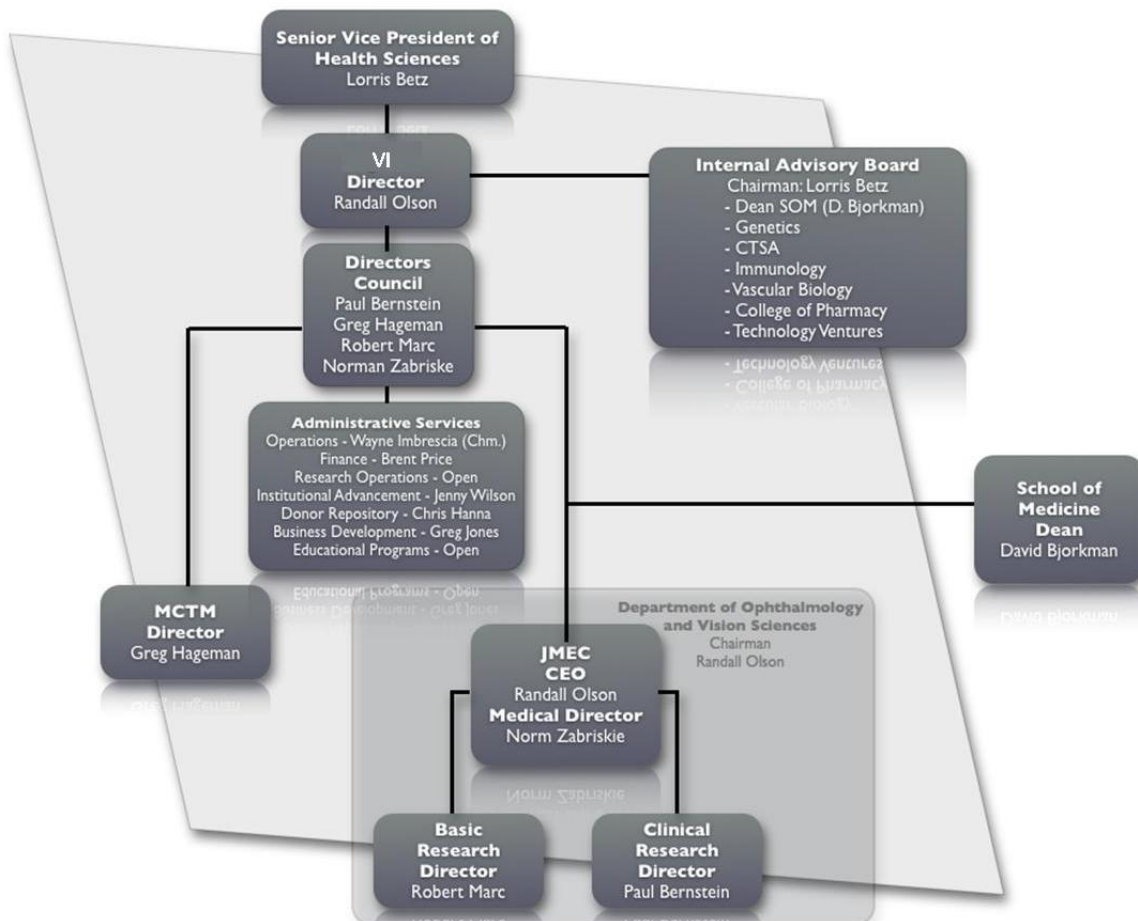 Senior Vice President of
Health Sciences
Lorris Betz
VI
Director
Randall Olson
Internal Advisory Board
Chairman: Lorris Betz
- Dean SOM (D. Bjorkman)
- Genetics
- CTSA
- Immunology
- Vascular Biology
- College of Pharmacy
- Technology Ventures
Directors
Council
Paul Bernstein
Greg Hageman
Robert Marc
Norman Zabriske
Administrative Services
Operations - Wayne Imbrescia (Chm.)
Finance - Brent Price
Research Operations - Open
Institutional Advancement - Jenny Wilson
Donor Repository - Chris Hanna
Business Development - Greg Jones
Educational Programs - Open
School of
Medicine
Dean
David Bjorkman
MCTM
Director
Greg Hageman
Department of Ophthalmology
and Vision Sciences
Chairman
Randall Olson
JMEC
CEO
Randall Olson
Medical Director
Norm Zabriskie
Basic
Research
Director
Robert Marc
Clinical
Research
Director
Paul Bernstein